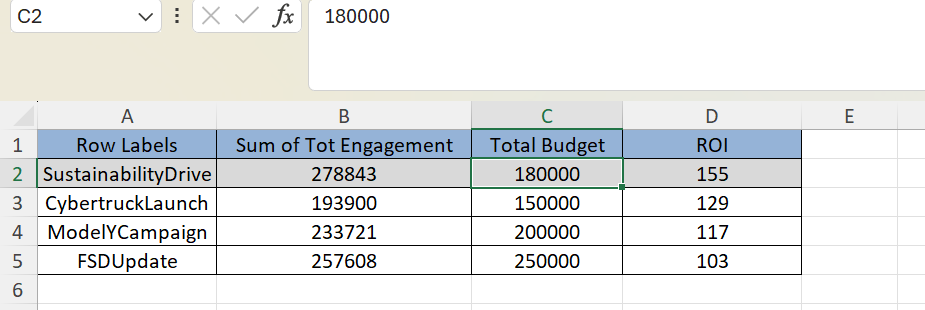 C2 fx 180000
A B C D E
1 Row Labels Sum of Tot Engagement Total Budget ROI
2 SustainabilityDrive 278843 180000 155
3 CybertruckLaunch 193900 150000 129
4 ModelYCampaign 233721 200000 117
5 FSDUpdate 257608 250000 103
6